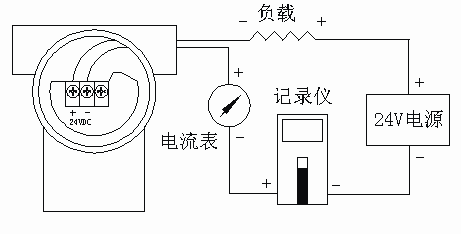 - 负载 +
+ -
24VDC
+ 电流表 -
记录仪
+ -
+
24V电源
-